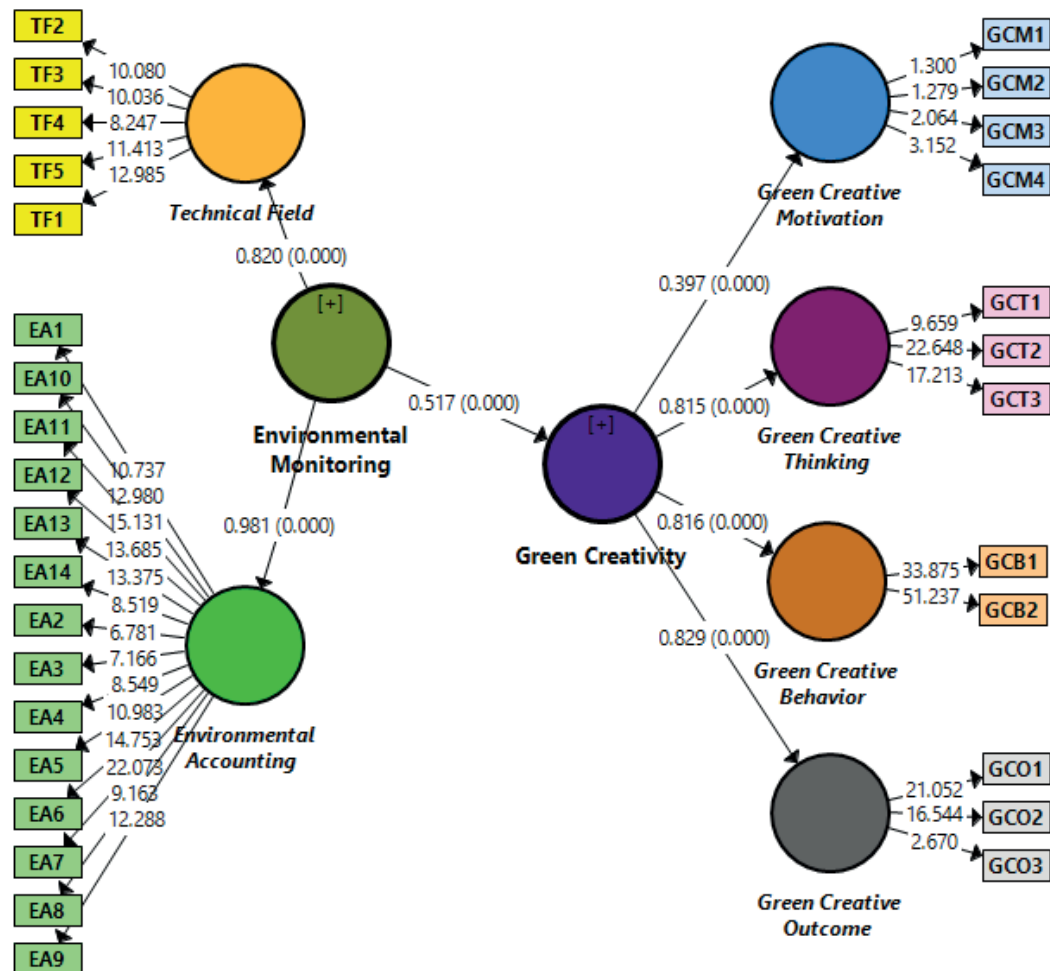 TF2
TF3
TF4
TF5
TF1
10.080
10.036
8.247
11.413
12.985
Technical Field
0.820 (0.000)
[+]
Environmental
Monitoring
0.517 (0.000)
0.981 (0.000)
EA1
EA10
EA11
EA12
EA13
EA14
EA2
EA3
EA4
EA5
EA6
EA7
EA8
EA9
10.737
12.980
15.131
13.685
13.375
8.519
6.781
7.166
8.549
10.983
14.753
22.073
9.163
12.288
Environmental
Accounting
[+]
Green Creativity
0.397 (0.000)
0.815 (0.000)
0.816 (0.000)
0.829 (0.000)
Green Creative
Motivation
1.300
1.279
2.064
3.152
GCM1
GCM2
GCM3
GCM4
Green Creative
Thinking
9.659
22.648
17.213
GCT1
GCT2
GCT3
Green Creative
Behavior
33.875
51.237
GCB1
GCB2
Green Creative
Outcome
21.052
16.544
2.670
GCO1
GCO2
GCO3